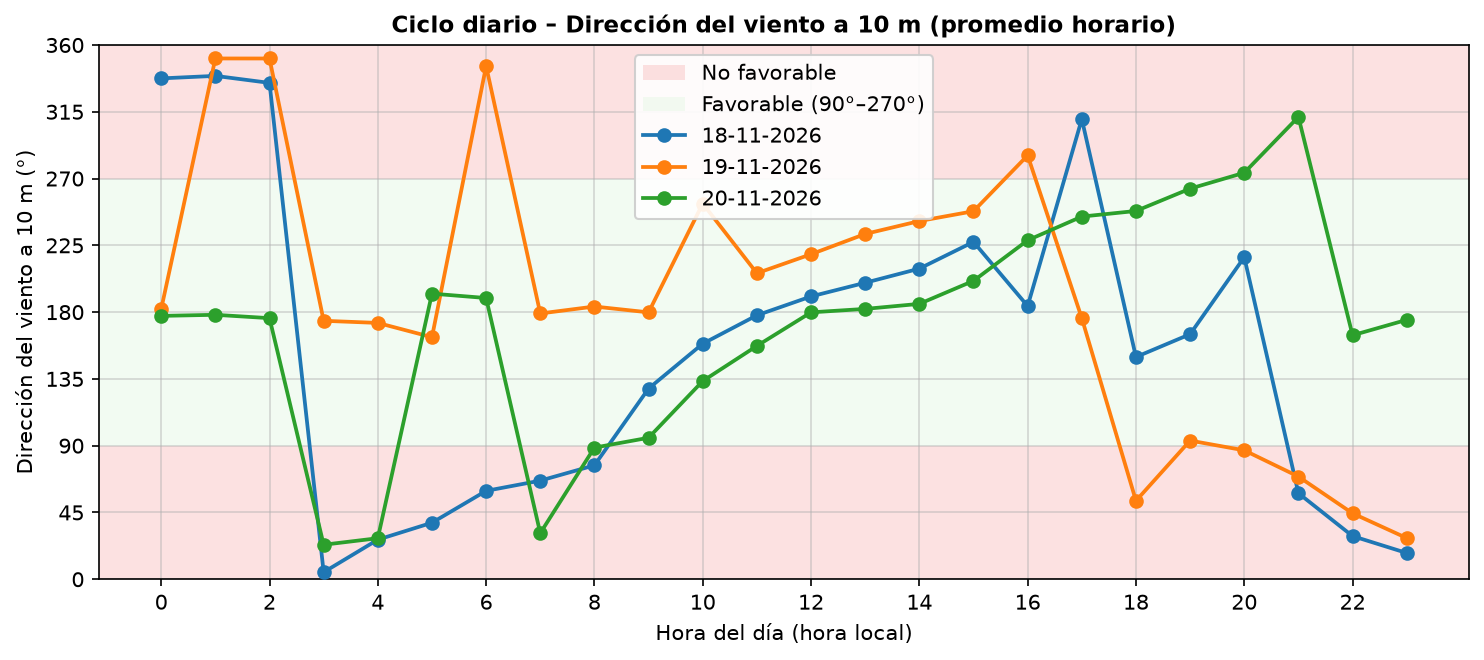 Ciclo diario – Dirección del viento a 10 m (promedio horario)
Dirección del viento a 10 m (°)
360
315
270
225
180
135
90
45
0
No favorable
Favorable (90°–270°)
18-11-2026
19-11-2026
20-11-2026
0 2 4 6 8 10 12 14 16 18 20 22
Hora del día (hora local)